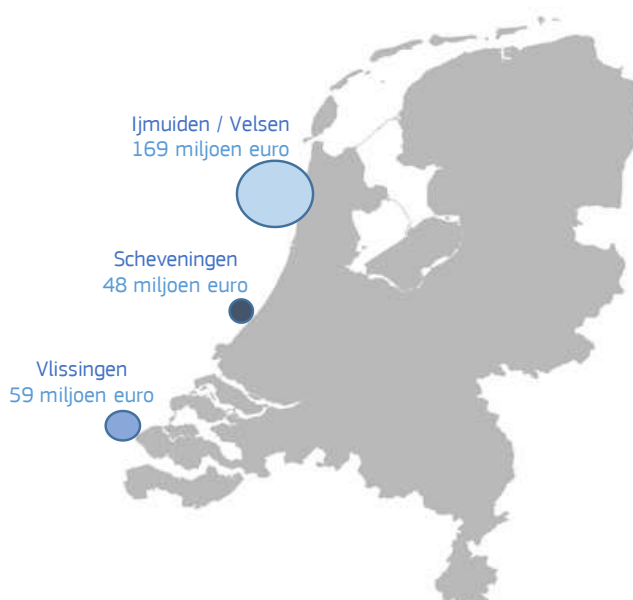 Ijmuiden / Velsen
169 miljoen euro
Scheveningen
48 miljoen euro
Vlissingen
59 miljoen euro